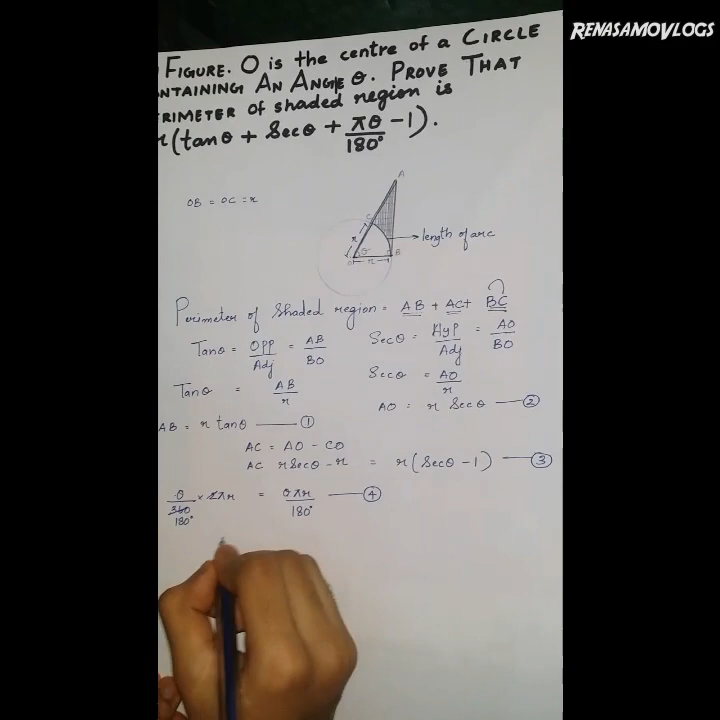 RENASAMOVLOGS
FIGURE. O is the centre of a CIRCLE
NTAINING AN ANGLE θ. PROVE THAT
RIMETER of shaded region is
r(tanθ + Secθ + πθ/180° - 1).
OB = OC = r
A
C
r
θ
length of arc
O
r
B
Perimeter of Shaded region = AB + AC + BC
Tanθ = Opp/Adj = AB/BO
Secθ = Hyp/Adj = AO/BO
Tanθ = AB/r
Secθ = AO/r
AO = r Secθ —— ②
AB = r tanθ —— ①
AC = AO - CO
AC rSecθ - r = r(Secθ - 1) —— ③
θ/360 180° × 2πr = θπr/180° —— ④